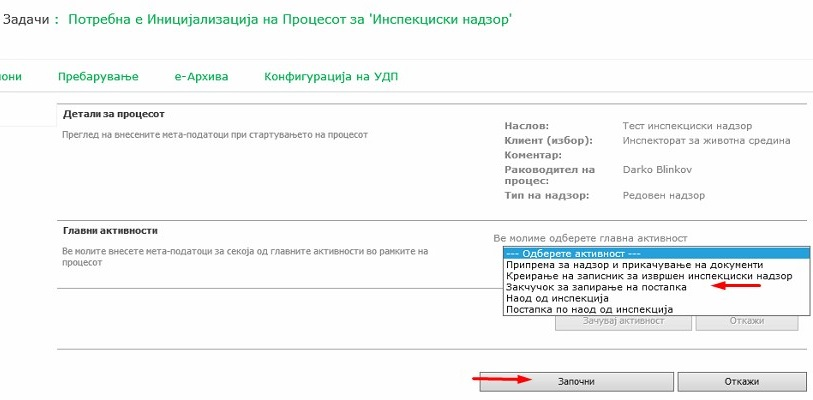 Задачи : Потребна е Иницијализација на Процесот за 'Инспекциски надзор'
Пребарување е-Архива Конфигурација на УДП
Детали за процесот
Преглед на внесените мета-податоци при стартувањето на процесот
Наслов: Тест инспекциски надзор
Клиент (избор): Инспекторат за животна средина
Коментар:
Раководител на процес: Darko Blinkov
Тип на надзор: Редовен надзор
Главни активности
Ве молите внесете мета-податоци за секоја од главните активности во рамките на
процесот
Ве молиме одберете главна активност
--- Одберете активност ---
Припрема за надзор и прикачување на документи
Креирање на записник за извршен инспекциски надзор
Закчучок за запирање на постапка
Наод од инспекција
Постапка по наод од инспекција
Зачувај активност Откажи
Започни Откажи